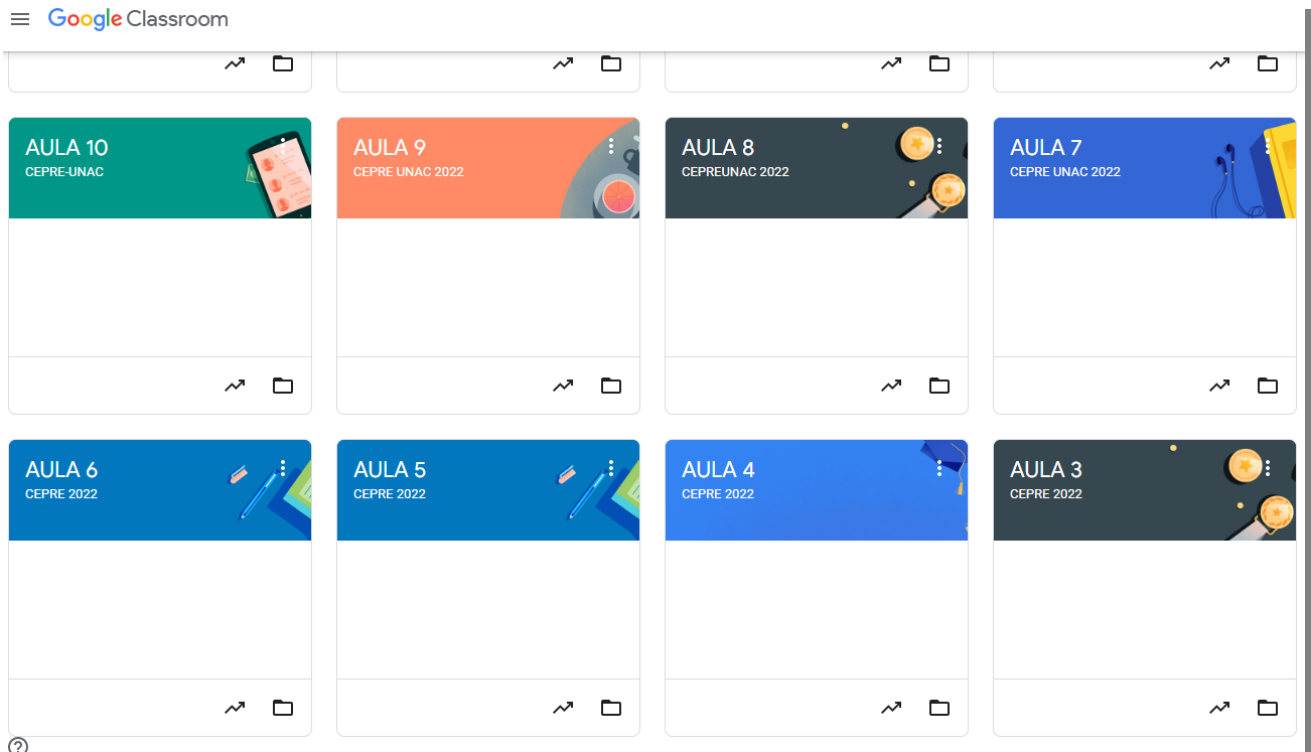 Google Classroom
AULA 10
CEPRE-UNAC
AULA 9
CEPRE UNAC 2022
AULA 8
CEPREUNAC 2022
AULA 7
CEPRE UNAC 2022
AULA 6
CEPRE 2022
AULA 5
CEPRE 2022
AULA 4
CEPRE 2022
AULA 3
CEPRE 2022